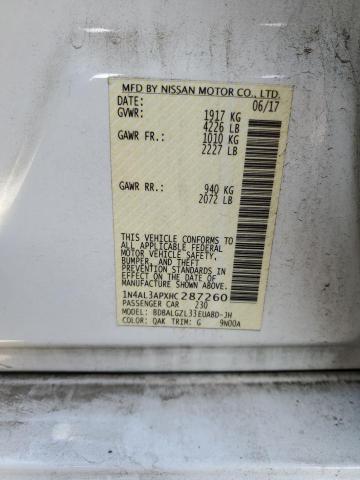 MFD BY NISSAN MOTOR CO., LTD.
DATE: 06/17
GVWR: 1917 KG
4226 LB
GAWR FR.: 1010 KG
2227 LB
GAWR RR.: 940 KG
2072 LB
THIS VEHICLE CONFORMS TO ALL
APPLICABLE U.S. FEDERAL
MOTOR VEHICLE SAFETY,
BUMPER, AND THEFT
PREVENTION STANDARDS IN
EFFECT ON THE DATE OF
MANUFACTURE SHOWN ABOVE.
1N4AL3APXHC287260
PASSENGER CAR 230
MODEL: BDBALGZL33EUABD-JH
COLOR: QAK TRIM: G 9N00A